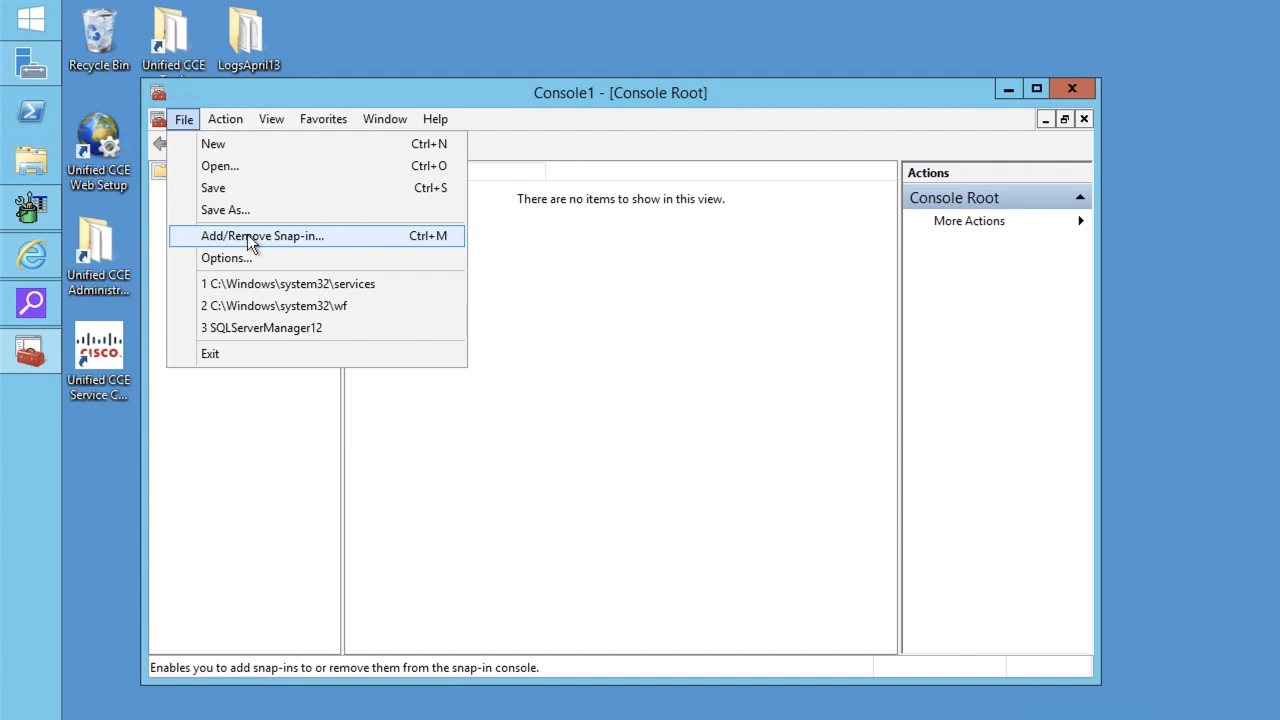 Recycle Bin
Unified CCE
LogsApril13
Unified CCE
Web Setup
Unified CCE
Administr...
CISCO.
Unified CCE
Service C...
Console1 - [Console Root]
File Action View Favorites Window Help
New Ctrl+N
Open... Ctrl+O
Save Ctrl+S
Save As...
Add/Remove Snap-in... Ctrl+M
Options...
1 C:\Windows\system32\services
2 C:\Windows\system32\wf
3 SQLServerManager12
Exit
There are no items to show in this view.
Actions
Console Root
More Actions
Enables you to add snap-ins to or remove them from the snap-in console.